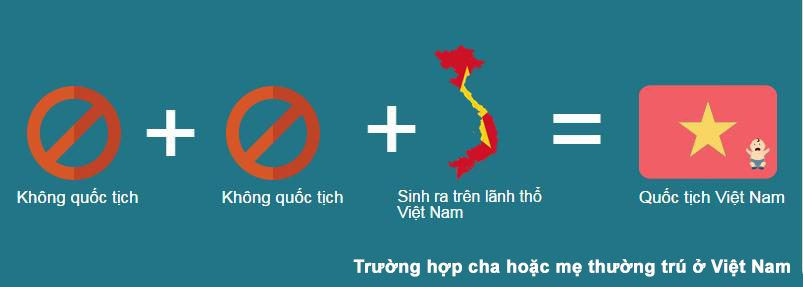 Không quốc tịch
Không quốc tịch
Sinh ra trên lãnh thổ
Việt Nam
Quốc tịch Việt Nam
Trường hợp cha hoặc mẹ thường trú ở Việt Nam